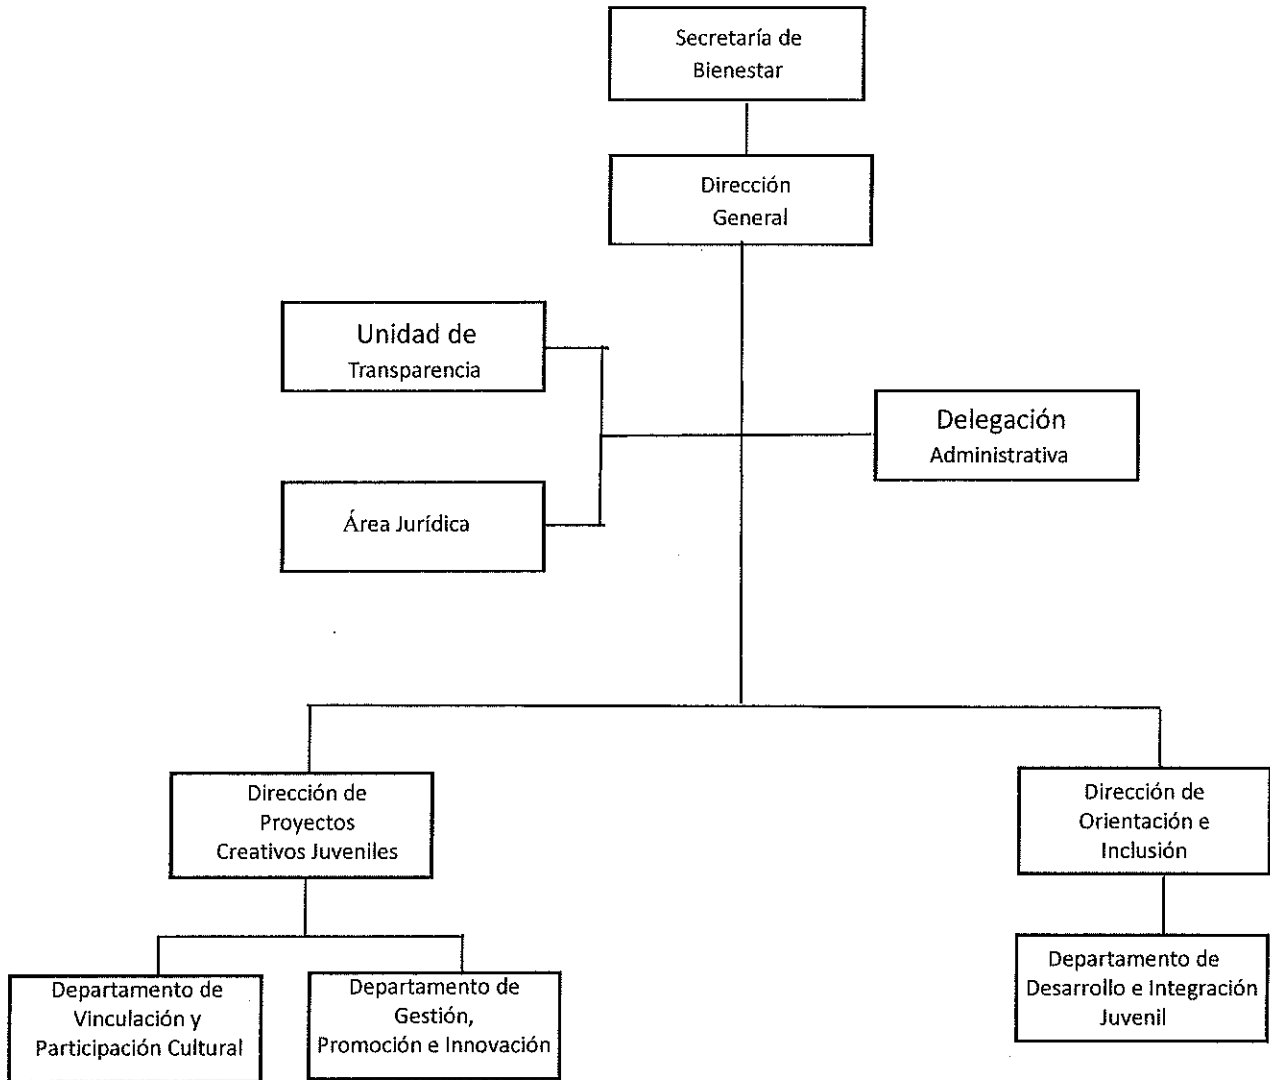 Secretaría de
Bienestar
Dirección
General
Unidad de
Transparencia
Delegación
Administrativa
Área Jurídica
Dirección de
Proyectos
Creativos Juveniles
Dirección de
Orientación e
Inclusión
Departamento de
Vinculación y
Participación Cultural
Departamento de
Gestión,
Promoción e Innovación
Departamento de
Desarrollo e Integración
Juvenil